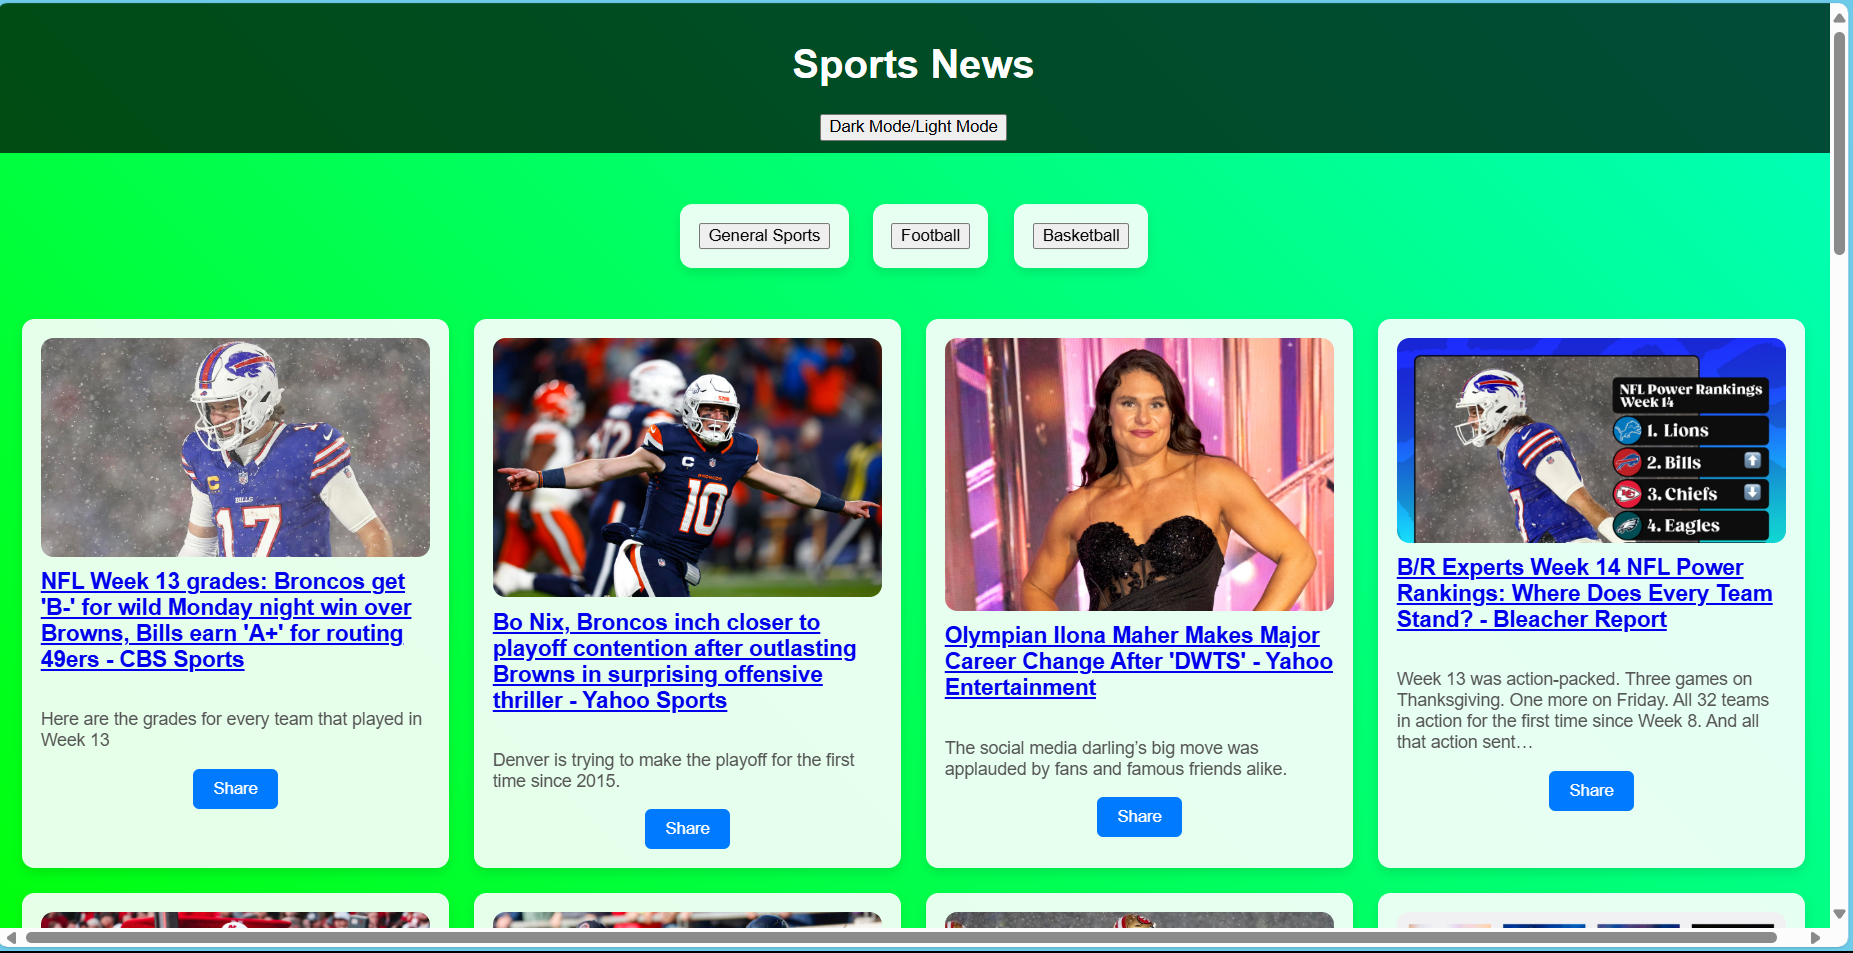 Sports News
Dark Mode/Light Mode
General Sports
Football
Basketball
17
BILLS
NFL Week 13 grades: Broncos get
'B-' for wild Monday night win over
Browns, Bills earn 'A+' for routing
49ers - CBS Sports
Here are the grades for every team that played in
Week 13
Share
BRONCOS
10
Bo Nix, Broncos inch closer to
playoff contention after outlasting
Browns in surprising offensive
thriller - Yahoo Sports
Denver is trying to make the playoff for the first
time since 2015.
Share
Olympian Ilona Maher Makes Major
Career Change After 'DWTS' - Yahoo
Entertainment
The social media darling’s big move was
applauded by fans and famous friends alike.
Share
NFL Power Rankings
Week 14
1. Lions
2. Bills
3. Chiefs
4. Eagles
B/R Experts Week 14 NFL Power
Rankings: Where Does Every Team
Stand? - Bleacher Report
Week 13 was action-packed. Three games on
Thanksgiving. One more on Friday. All 32 teams
in action for the first time since Week 8. And all
that action sent…
Share